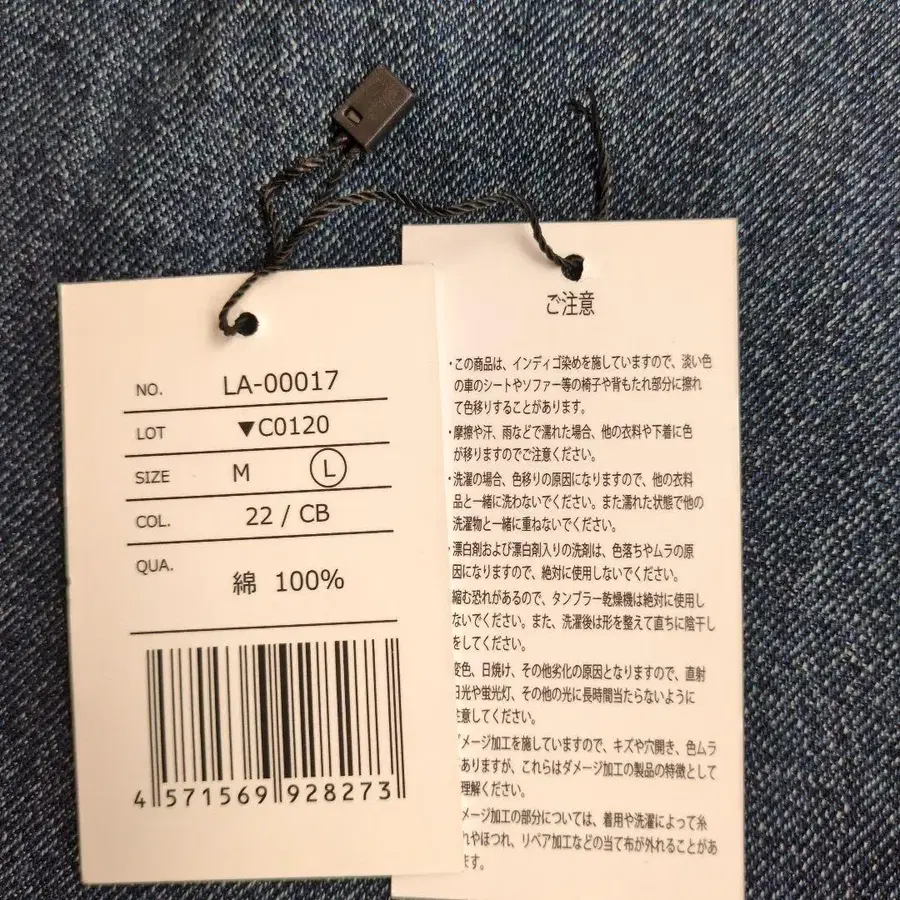 NO. LA-00017
LOT ▼C0120
SIZE M L
COL. 22 / CB
QUA.
綿 100%
4 571569 928273
ご注意
・この商品は、インディゴ染めを施していますので、淡い色
の車のシートやソファー等の椅子や背もたれ部分に擦れ
て色移りすることがあります。
・摩擦や汗、雨などで濡れた場合、他の衣料や下着に色
が移りますのでご注意ください。
・洗濯の場合、色移りの原因になりますので、他の衣料
品と一緒に洗わないでください。また濡れた状態で他の
洗濯物と一緒に重ねないでください。
・漂白剤および漂白剤入りの洗剤は、色落ちやムラの原
因になりますので、絶対に使用しないでください。
縮む恐れがあるので、タンブラー乾燥機は絶対に使用し
ないでください。また、洗濯後は形を整えて直ちに陰干し
をしてください。
変色、日焼け、その他劣化の原因となりますので、直射
日光や蛍光灯、その他の光に長時間当たらないように
注意してください。
ダメージ加工を施していますので、キズや穴開き、色ムラ
がありますが、これらはダメージ加工の製品の特徴として
理解ください。
メージ加工の部分については、着用や洗濯によって糸
れやほつれ、リペア加工などの当て布が外れることがあ
ます。